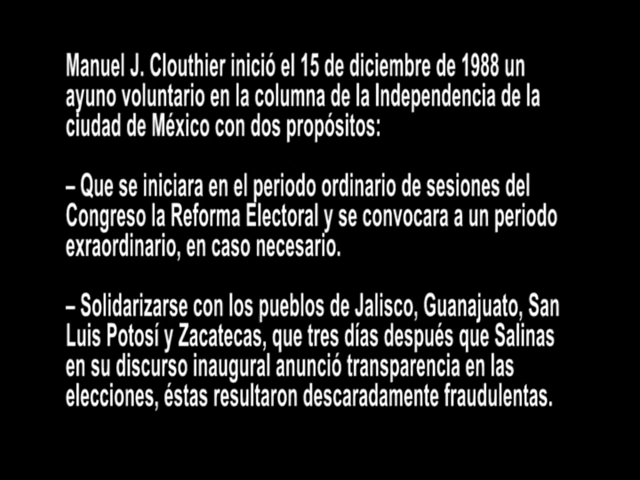 Manuel J. Clouthier inició el 15 de diciembre de 1988 un
ayuno voluntario en la columna de la Independencia de la
ciudad de México con dos propósitos:
– Que se iniciara en el periodo ordinario de sesiones del
Congreso la Reforma Electoral y se convocara a un periodo
exraordinario, en caso necesario.
– Solidarizarse con los pueblos de Jalisco, Guanajuato, San
Luis Potosí y Zacatecas, que tres días después que Salinas
en su discurso inaugural anunció transparencia en las
elecciones, éstas resultaron descaradamente fraudulentas.